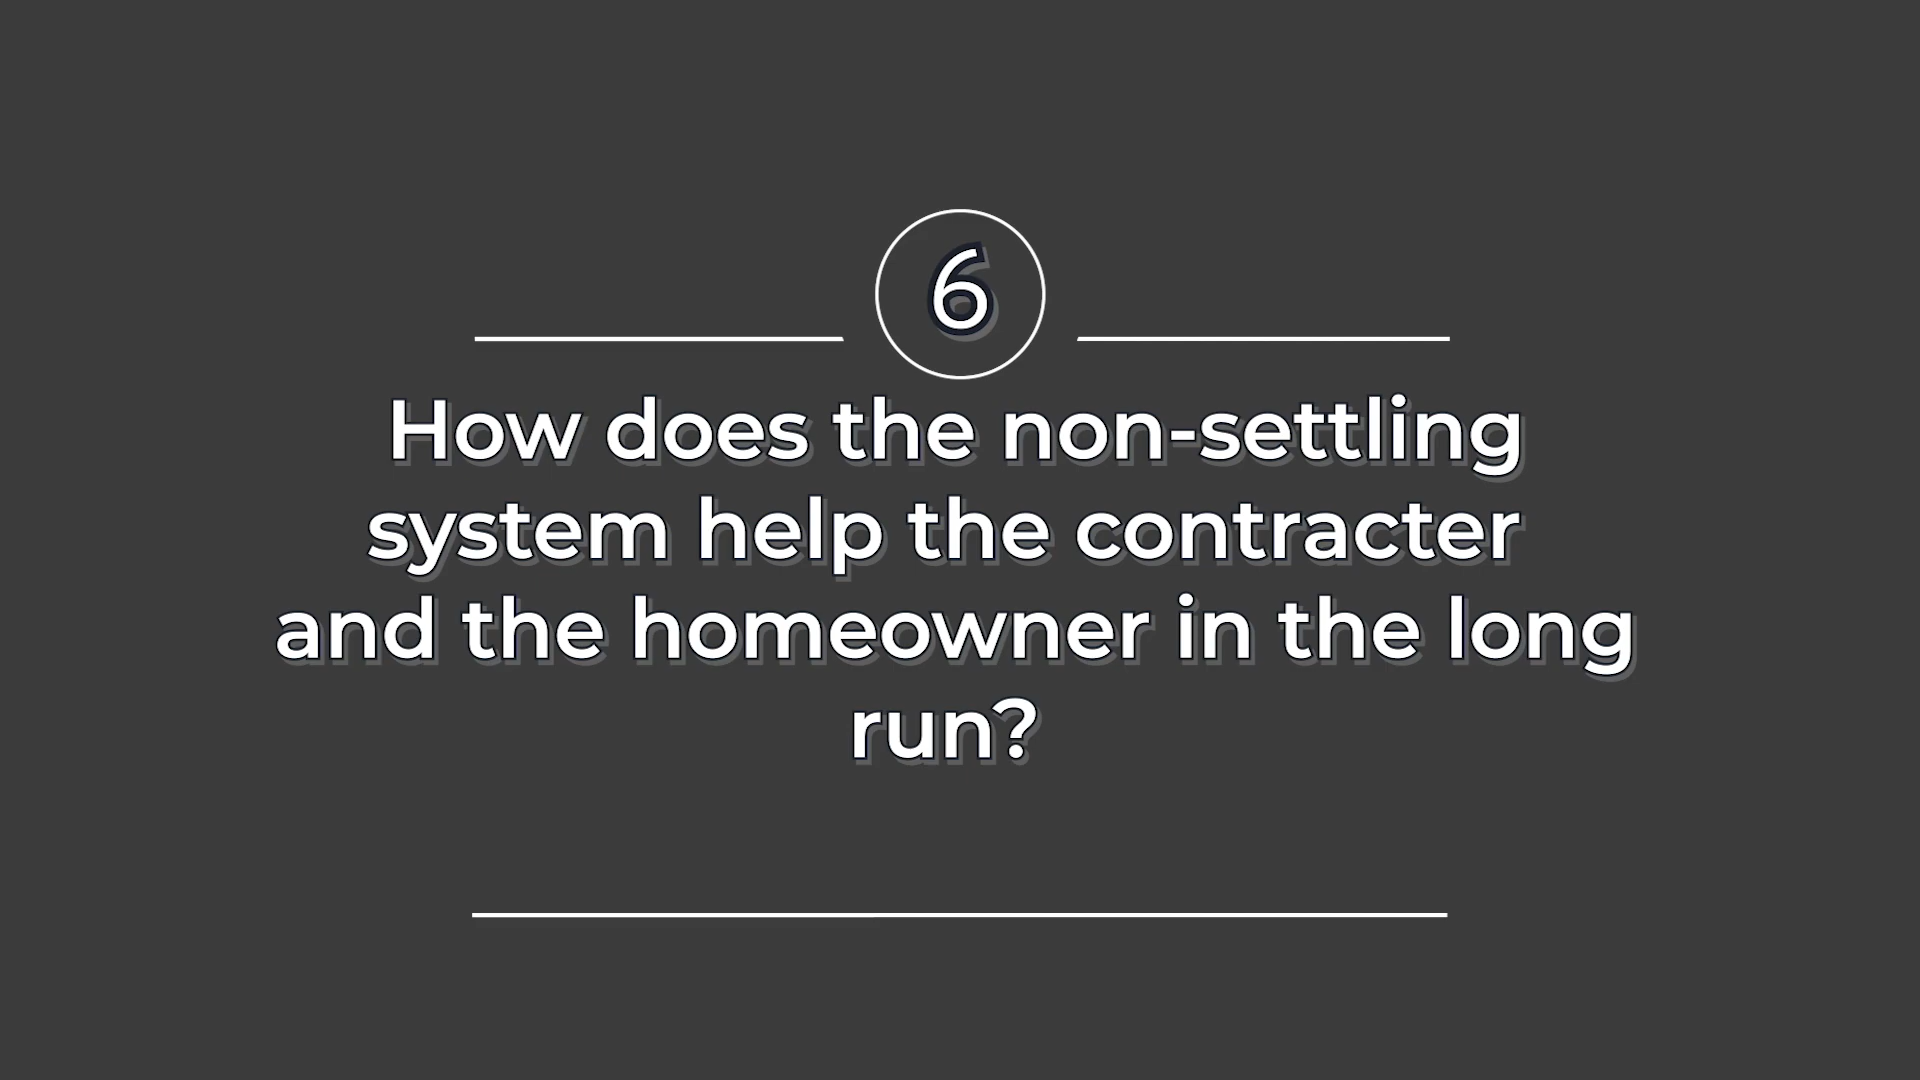 6
How does the non-settling
system help the contracter
and the homeowner in the long
run?